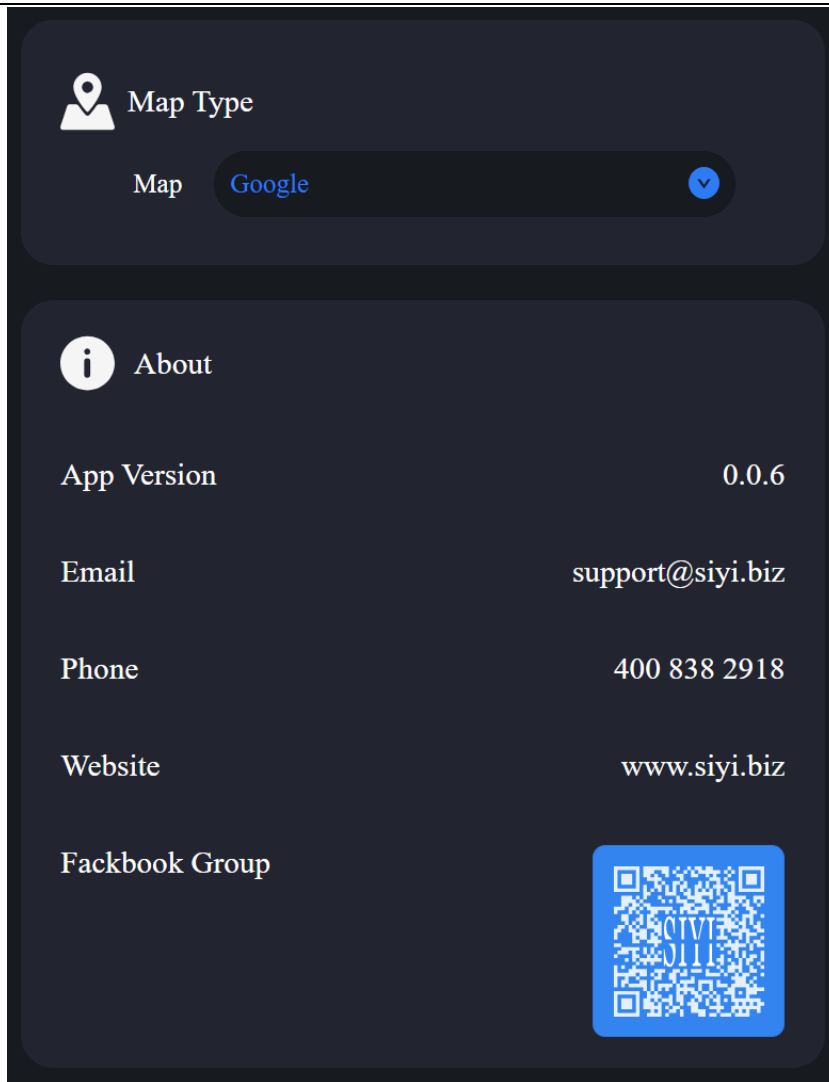 Map Type
Map Google
About
App Version 0.0.6
Email support@siyi.biz
Phone 400 838 2918
Website www.siyi.biz
Fackbook Group
SIYI